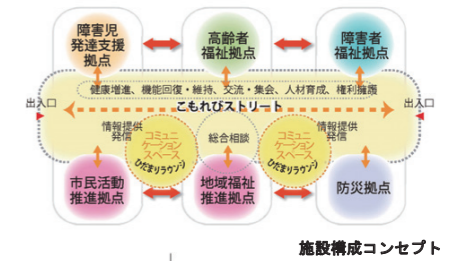 障害児
発達支援
拠点
高齢者
福祉拠点
障害者
福祉拠点
健康増進、機能回復・維持、交流・集会、人材育成、権利擁護
出入口
こもれびストリート
出入口
情報提供
発信
コミュニ
ケーション
スペース
ひだまりラウンジ
総合相談
コミュニ
ケーション
スペース
ひだまりラウンジ
情報提供
発信
市民活動
推進拠点
地域福祉
推進拠点
防災拠点
施設構成コンセプト